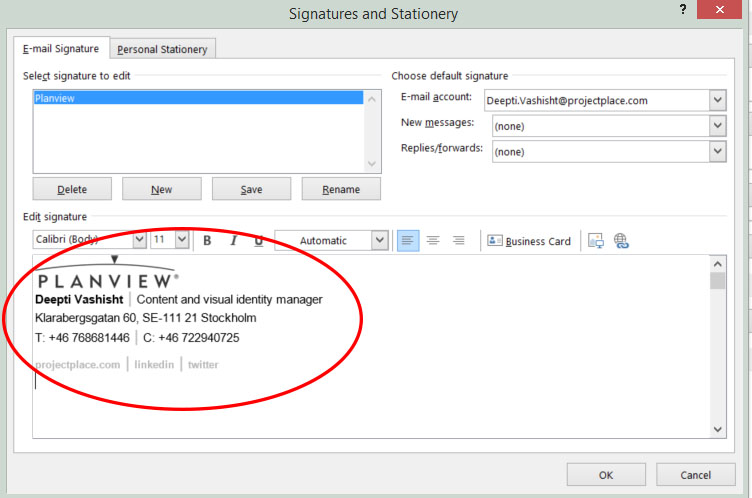 Signatures and Stationery
?
E-mail Signature Personal Stationery
Select signature to edit
Choose default signature
Planview
E-mail account: Deepti.Vashisht@projectplace.com
New messages: (none)
Replies/forwards: (none)
Delete New Save Rename
Edit signature
Calibri (Body) 11 B I U Automatic Business Card
PLANVIEW®
Deepti Vashisht | Content and visual identity manager
Klarabergsgatan 60, SE-111 21 Stockholm
T: +46 768681446 | C: +46 722940725
projectplace.com | linkedin | twitter
OK Cancel